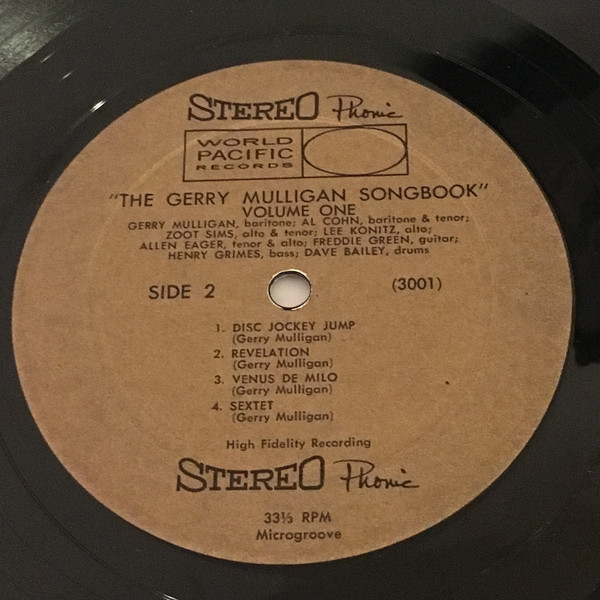 STEREO Phonic
WORLD
PACIFIC
RECORDS
"THE GERRY MULLIGAN SONGBOOK"
VOLUME ONE
GERRY MULLIGAN, baritone; AL COHN, baritone & tenor;
ZOOT SIMS, alto & tenor; LEE KONITZ, alto;
ALLEN EAGER, tenor & alto; FREDDIE GREEN, guitar;
HENRY GRIMES, bass; DAVE BAILEY, drums
SIDE 2 (3001)
1. DISC JOCKEY JUMP
(Gerry Mulligan)
2. REVELATION
(Gerry Mulligan)
3. VENUS DE MILO
(Gerry Mulligan)
4. SEXTET
(Gerry Mulligan)
High Fidelity Recording
STEREO Phonic
33⅓ RPM
Microgroove